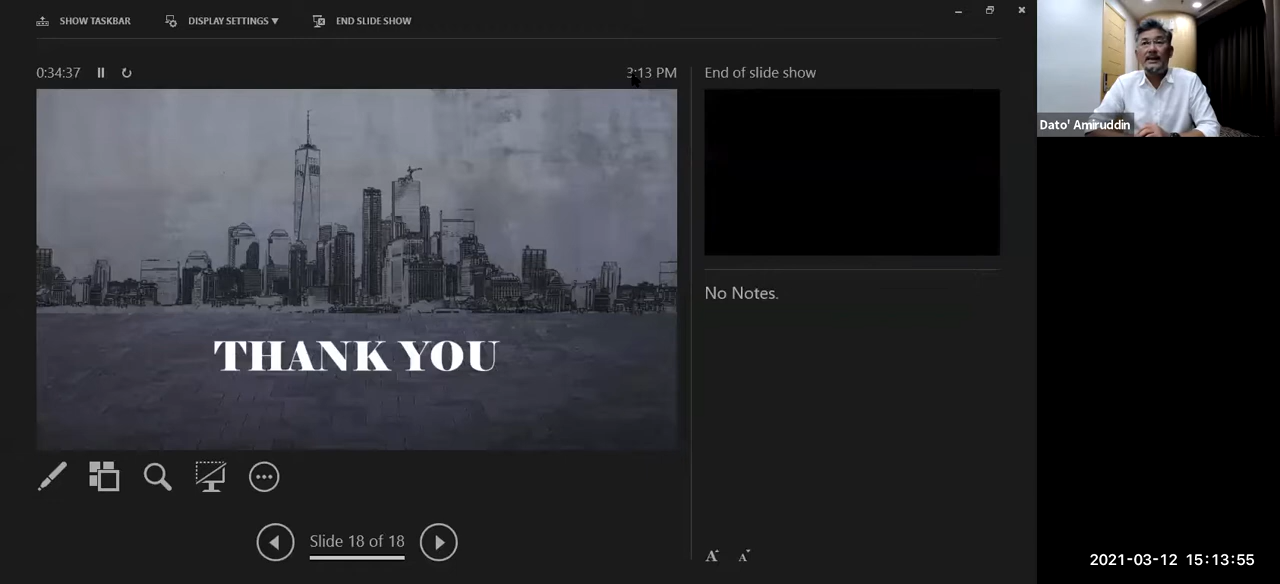 SHOW TASKBAR
DISPLAY SETTINGS ▼
END SLIDE SHOW
0:34:37
3:13 PM
End of slide show
Dato' Amiruddin
No Notes.
THANK YOU
Slide 18 of 18
A
A
2021-03-12 15:13:55